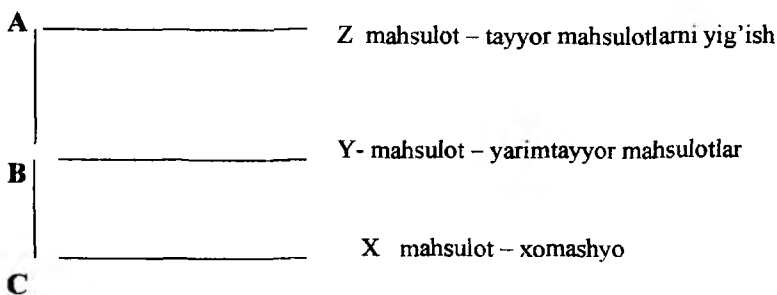 A Z mahsulot – tayyor mahsulotlarni yig’ish
Y- mahsulot – yarimtayyor mahsulotlar
B
X mahsulot – xomashyo
C